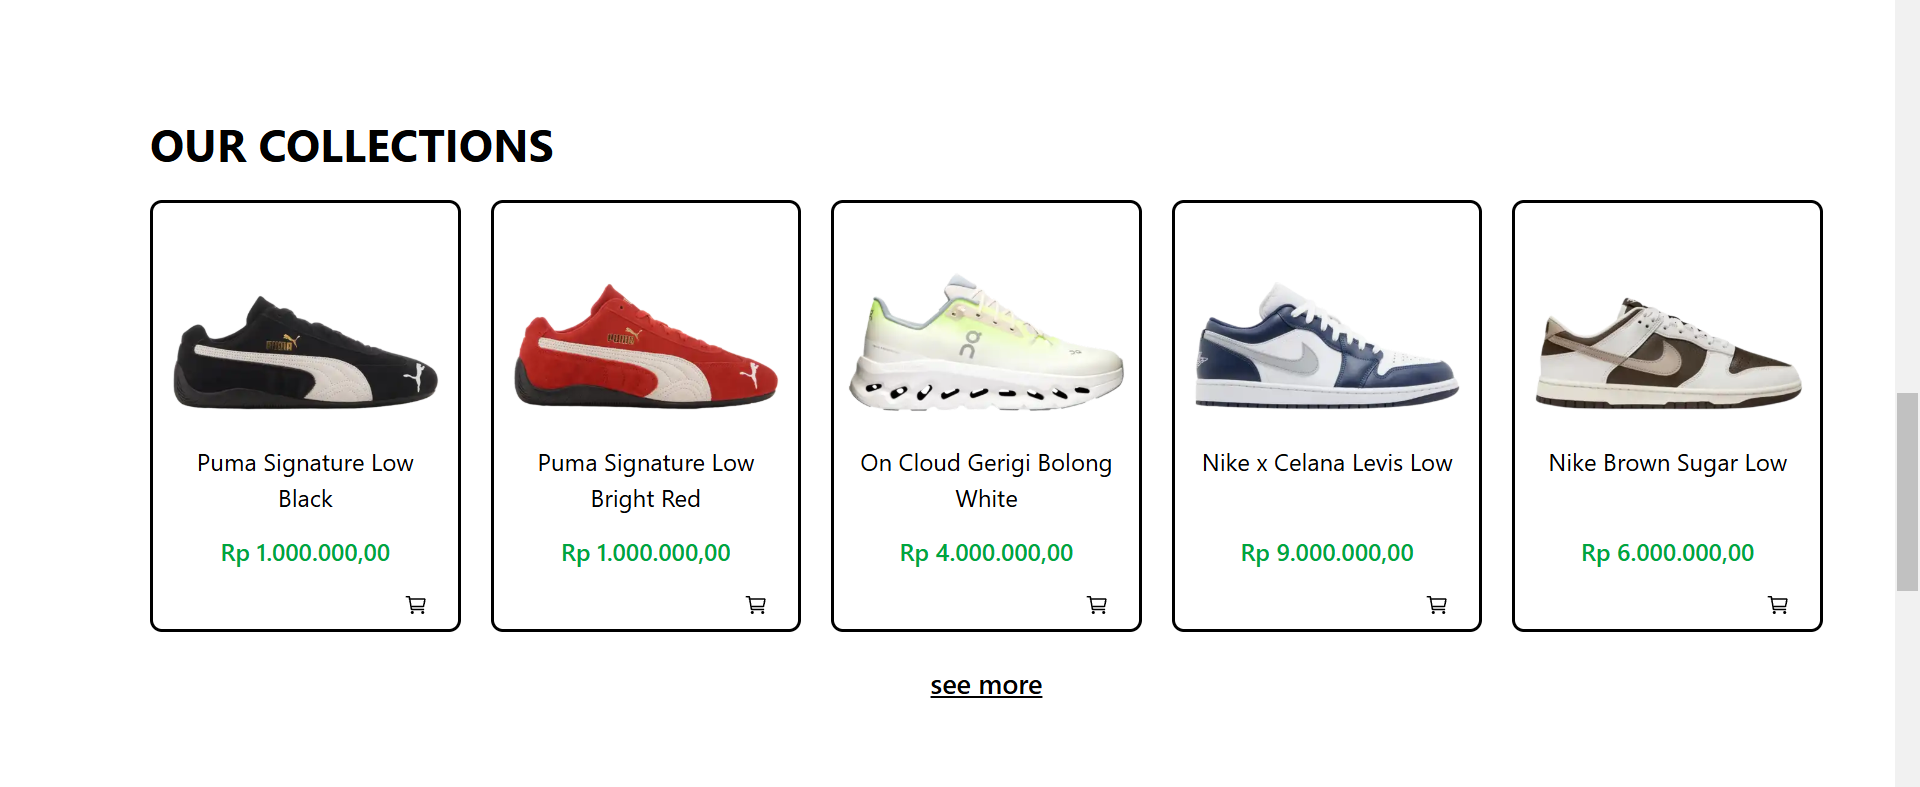 OUR COLLECTIONS
Puma Signature Low
Black
Rp 1.000.000,00
Puma Signature Low
Bright Red
Rp 1.000.000,00
On Cloud Gerigi Bolong
White
Rp 4.000.000,00
Nike x Celana Levis Low
Rp 9.000.000,00
Nike Brown Sugar Low
Rp 6.000.000,00
see more